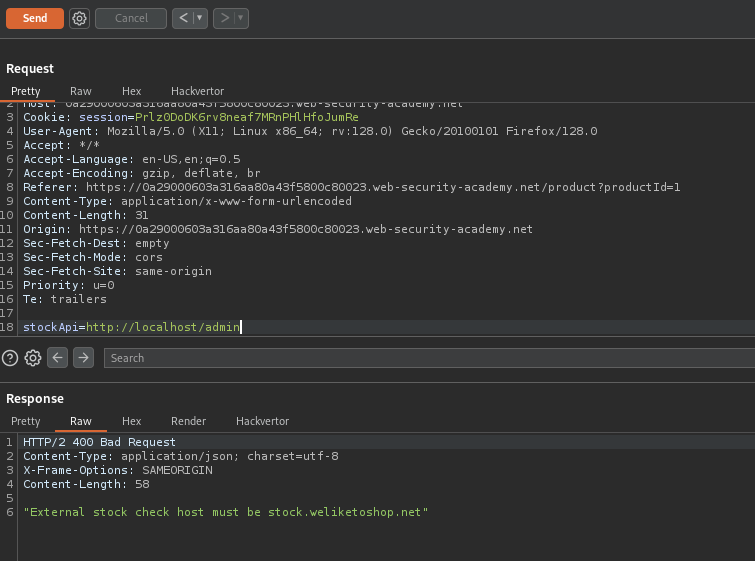 Send Cancel < >
Request
Pretty Raw Hex Hackvertor
2 Host: 0a29000603a316aa80a43f5800c80023.web-security-academy.net
3 Cookie: session=PrlzODoDK6rv8neaf7MRnPHlHfoJumRe
4 User-Agent: Mozilla/5.0 (X11; Linux x86_64; rv:128.0) Gecko/20100101 Firefox/128.0
5 Accept: */*
6 Accept-Language: en-US,en;q=0.5
7 Accept-Encoding: gzip, deflate, br
8 Referer: https://0a29000603a316aa80a43f5800c80023.web-security-academy.net/product?productId=1
9 Content-Type: application/x-www-form-urlencoded
10 Content-Length: 31
11 Origin: https://0a29000603a316aa80a43f5800c80023.web-security-academy.net
12 Sec-Fetch-Dest: empty
13 Sec-Fetch-Mode: cors
14 Sec-Fetch-Site: same-origin
15 Priority: u=0
16 Te: trailers
17
18 stockApi=http://localhost/admin
Search
Response
Pretty Raw Hex Render Hackvertor
1 HTTP/2 400 Bad Request
2 Content-Type: application/json; charset=utf-8
3 X-Frame-Options: SAMEORIGIN
4 Content-Length: 58
5
6 "External stock check host must be stock.weliketoshop.net"